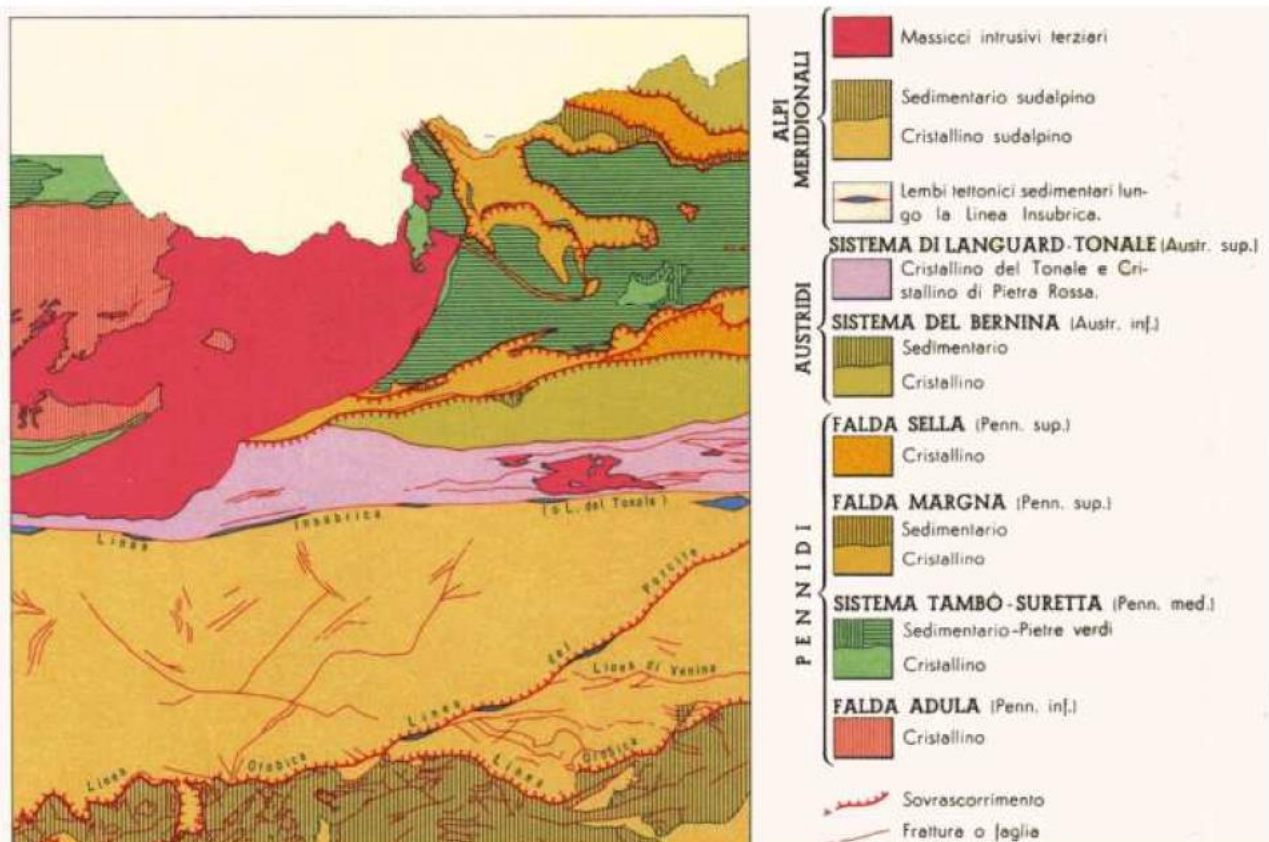 Linea
Insubrica
(o L. del Tonale)
Linea
del
Porcile
Linea di Venina
Linea
Orobica
Linea
Orobica
ALPI
MERIDIONALI
Massicci intrusivi terziari
Sedimentario sudalpino
Cristallino sudalpino
Lembi tettonici sedimentari lun-
go la Linea Insubrica.
AUSTRIDI
SISTEMA DI LANGUARD-TONALE (Austr. sup.)
Cristallino del Tonale e Cri-
stallino di Pietra Rossa.
SISTEMA DEL BERNINA (Austr. inf.)
Sedimentario
Cristallino
PENNIDI
FALDA SELLA (Penn. sup.)
Cristallino
FALDA MARGNA (Penn. sup.)
Sedimentario
Cristallino
SISTEMA TAMBÒ-SURETTA (Penn. med.)
Sedimentario-Pietre verdi
Cristallino
FALDA ADULA (Penn. inf.)
Cristallino
Sovrascorrimento
Frattura o faglia